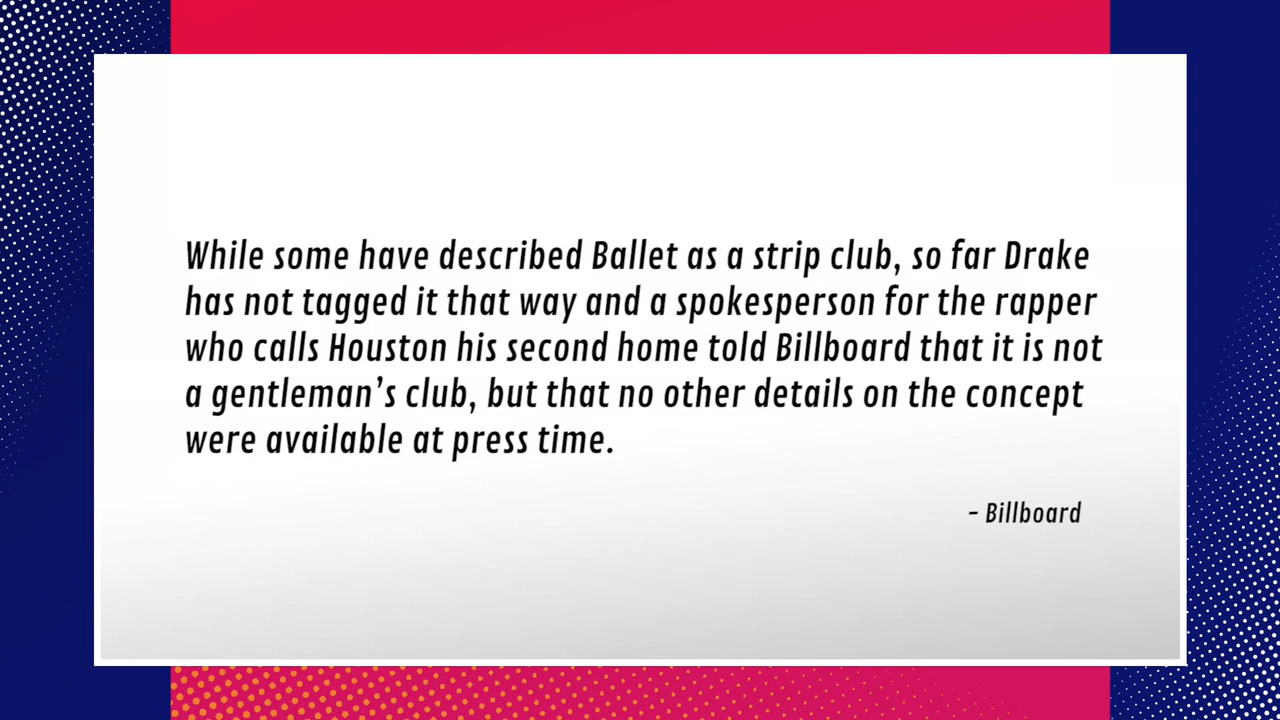 While some have described Ballet as a strip club, so far Drake
has not tagged it that way and a spokesperson for the rapper
who calls Houston his second home told Billboard that it is not
a gentleman’s club, but that no other details on the concept
were available at press time.
- Billboard